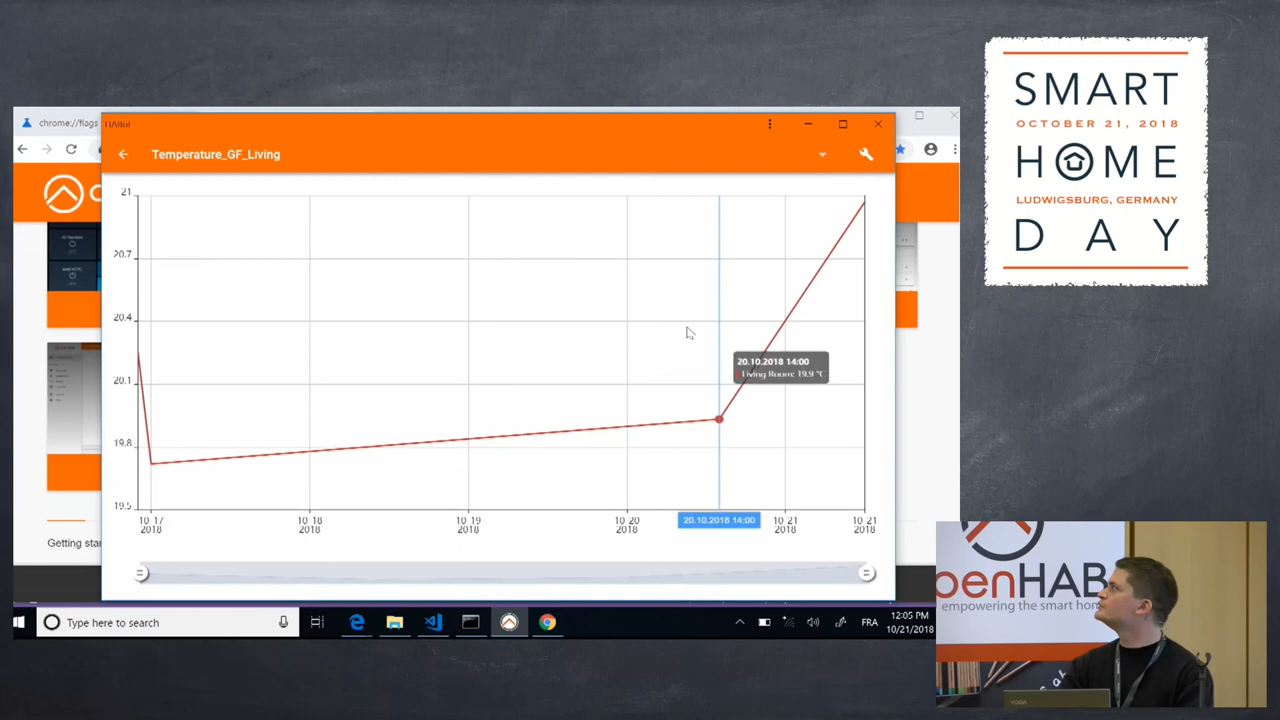 SMART
OCTOBER 21, 2018
HOME
LUDWIGSBURG, GERMANY
DAY
chrome://flags
HABot
Temperature_GF_Living
21
20.7
20.4
20.1
19.8
19.5
20.10.2018 14:00
Living Room: 19.9 °C
10 17
2018
10 18
2018
10 19
2018
10 20
2018
20.10.2018 14:00
10 21
2018
10 21
2018
Getting star
Type here to search
FRA
12:05 PM
10/21/2018
penHAB
empowering the smart hom
YOGA